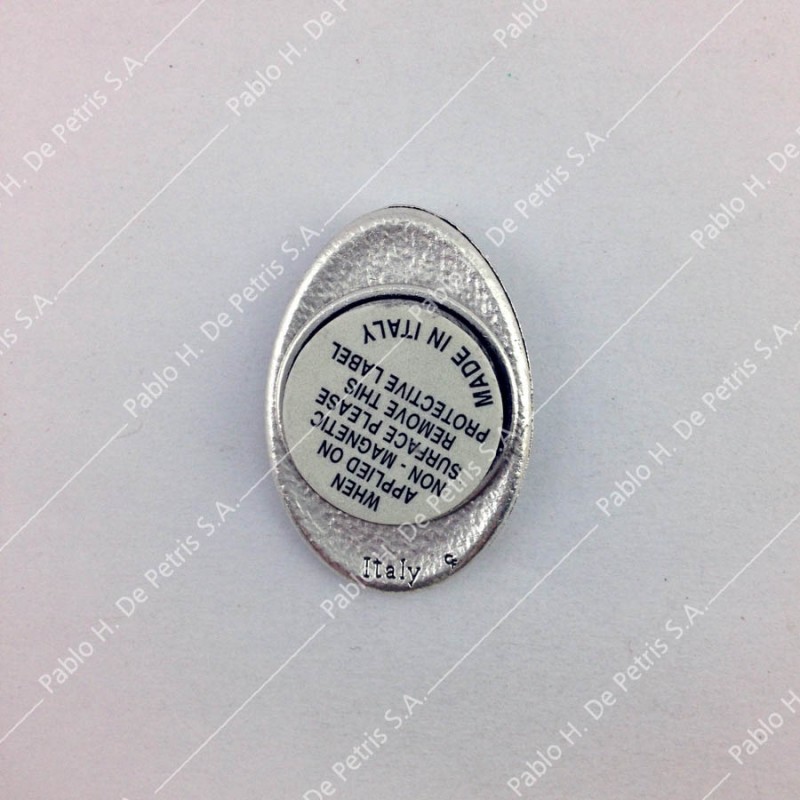 WHEN
APPLIED ON
NON - MAGNETIC
SURFACE PLEASE
REMOVE THIS
PROTECTIVE LABEL
MADE IN ITALY
Italy
Pablo H. De Petris S.A.